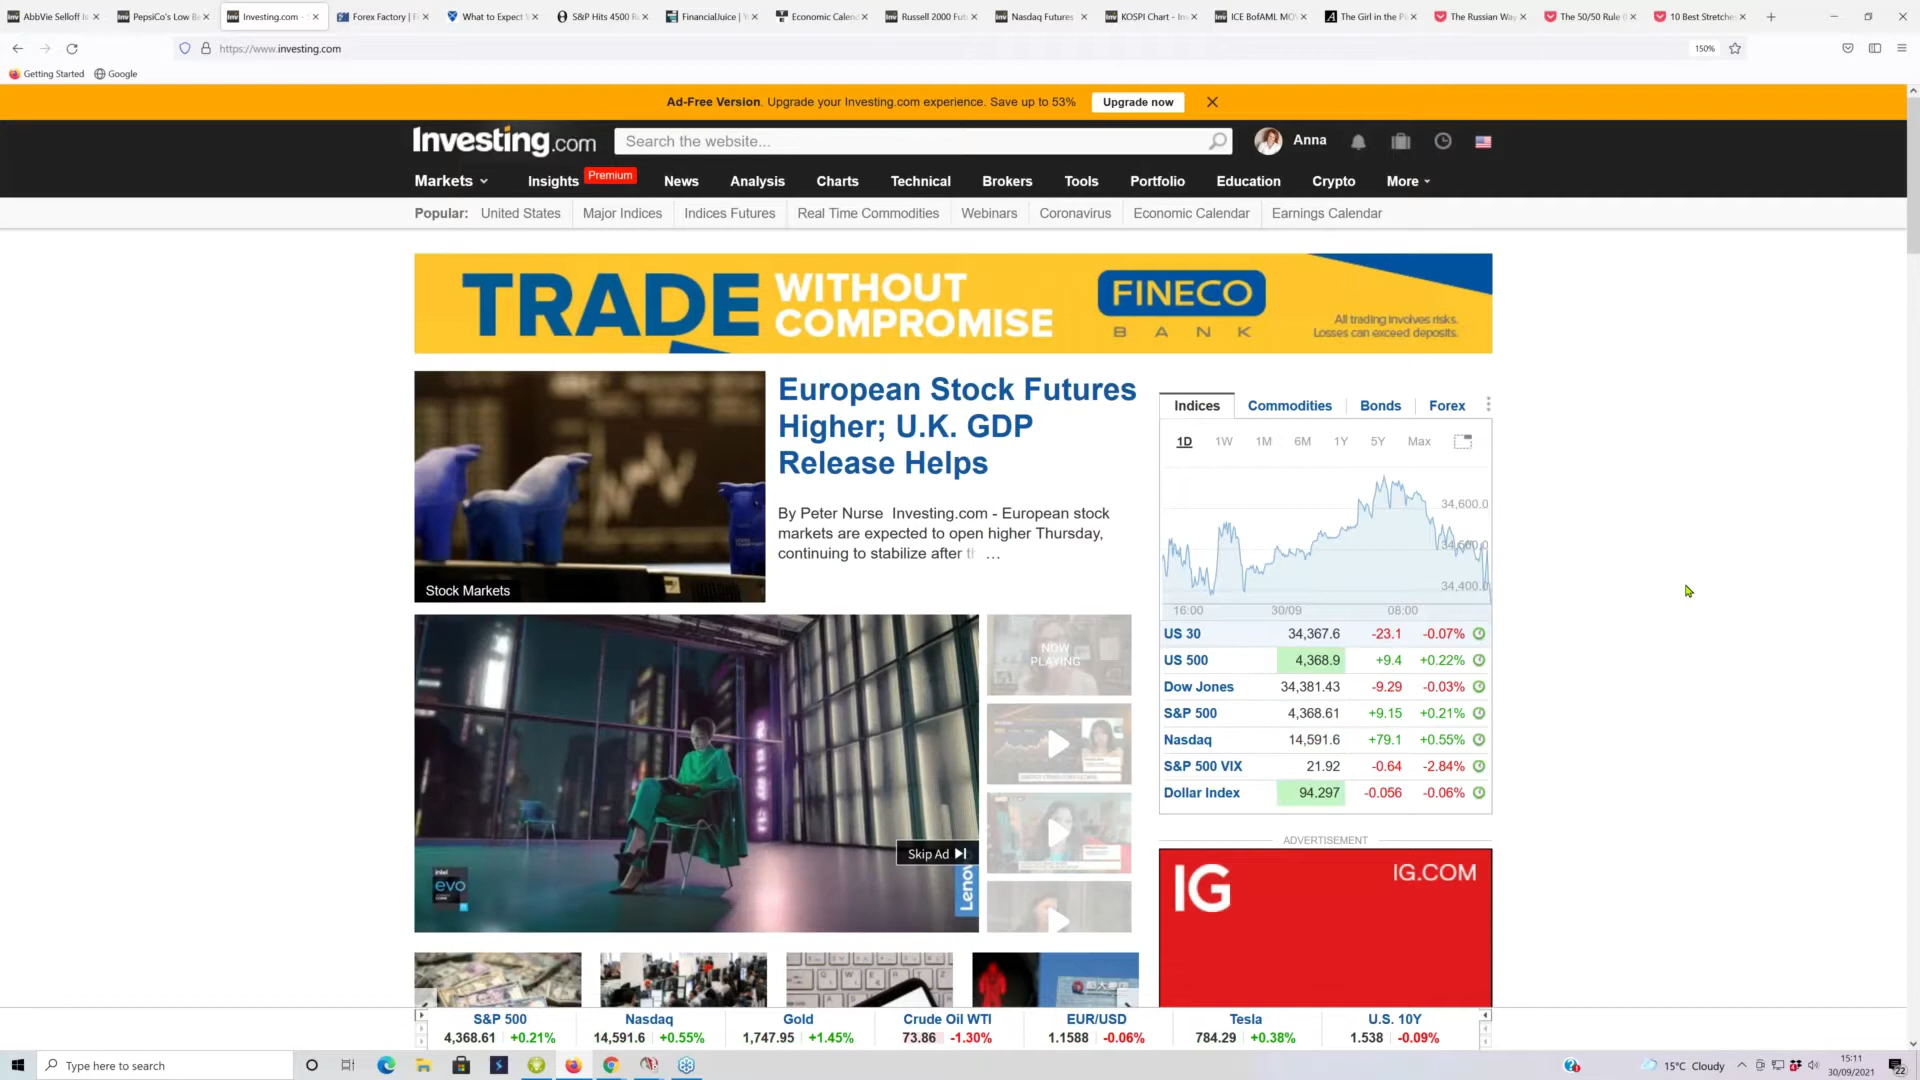 AbbVie Selloff Is
PepsiCo's Low Be
Investing.com -
Forex Factory | F
What to Expect
S&P Hits 4500 R
FinancialJuice |
Economic Calen
Russell 2000 Fut
Nasdaq Futures
KOSPI Chart - In
ICE BofAML MO
The Girl in the P
The Russian Wa
The 50/50 Rule
10 Best Stretche
https://www.investing.com
150%
Getting Started
Google
Ad-Free Version. Upgrade your Investing.com experience. Save up to 53%
Upgrade now
Investing.com
Search the website...
Anna
Markets
Insights
Premium
News
Analysis
Charts
Technical
Brokers
Tools
Portfolio
Education
Crypto
More
Popular:
United States
Major Indices
Indices Futures
Real Time Commodities
Webinars
Coronavirus
Economic Calendar
Earnings Calendar
TRADE WITHOUT COMPROMISE
FINECO
BANK
All trading involves risks.
Losses can exceed deposits.
European Stock Futures
Higher; U.K. GDP
Release Helps
By Peter Nurse Investing.com - European stock
markets are expected to open higher Thursday,
continuing to stabilize after th ...
Stock Markets
Indices
Commodities
Bonds
Forex
1D 1W 1M 6M 1Y 5Y Max
34,600.0
34,500.0
34,400.0
16:00 30/09 08:00
US 30 34,367.6 -23.1 -0.07%
US 500 4,368.9 +9.4 +0.22%
Dow Jones 34,381.43 -9.29 -0.03%
S&P 500 4,368.61 +9.15 +0.21%
Nasdaq 14,591.6 +79.1 +0.55%
S&P 500 VIX 21.92 -0.64 -2.84%
Dollar Index 94.297 -0.056 -0.06%
NOW
PLAYING
Skip Ad
intel
evo
Lenov
ADVERTISEMENT
IG
IG.COM
S&P 500
4,368.61 +0.21%
Nasdaq
14,591.6 +0.55%
Gold
1,747.95 +1.45%
Crude Oil WTI
73.86 -1.30%
EUR/USD
1.1588 -0.06%
Tesla
784.29 +0.38%
U.S. 10Y
1.538 -0.09%
Type here to search
15°C Cloudy
15:11
30/09/2021
22